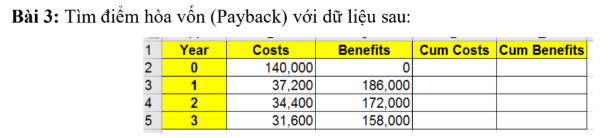 Bài 3: Tìm điểm hòa vốn (Payback) với dữ liệu sau:
1 Year Costs Benefits Cum Costs Cum Benefits
2 0 140,000 0
3 1 37,200 186,000
4 2 34,400 172,000
5 3 31,600 158,000